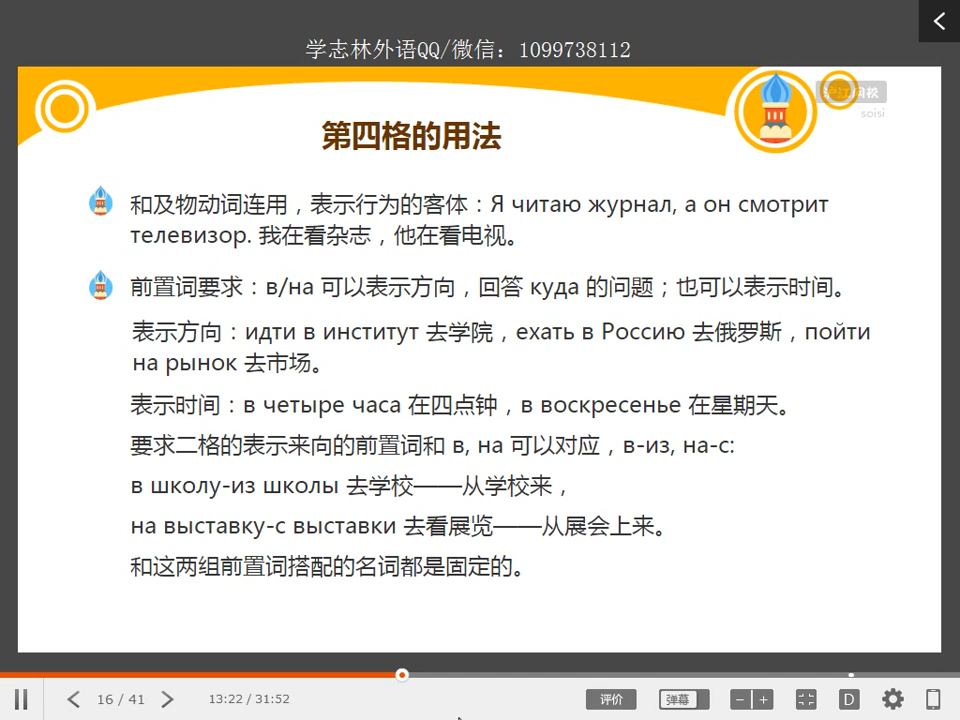 学志林外语QQ/微信：1099738112
沪江网校
soisi
第四格的用法
和及物动词连用，表示行为的客体：Я читаю журнал, а он смотрит
телевизор. 我在看杂志，他在看电视。
前置词要求：в/на 可以表示方向，回答 куда 的问题；也可以表示时间。
表示方向：идти в институт 去学院，ехать в Россию 去俄罗斯，пойти
на рынок 去市场。
表示时间：в четыре часа 在四点钟，в воскресенье 在星期天。
要求二格的表示来向的前置词和 в, на 可以对应，в-из, на-с:
в школу-из школы 去学校——从学校来，
на выставку-с выставки 去看展览——从展会上来。
和这两组前置词搭配的名词都是固定的。
16 / 41 13:22 / 31:52 评价 弹幕 - + D